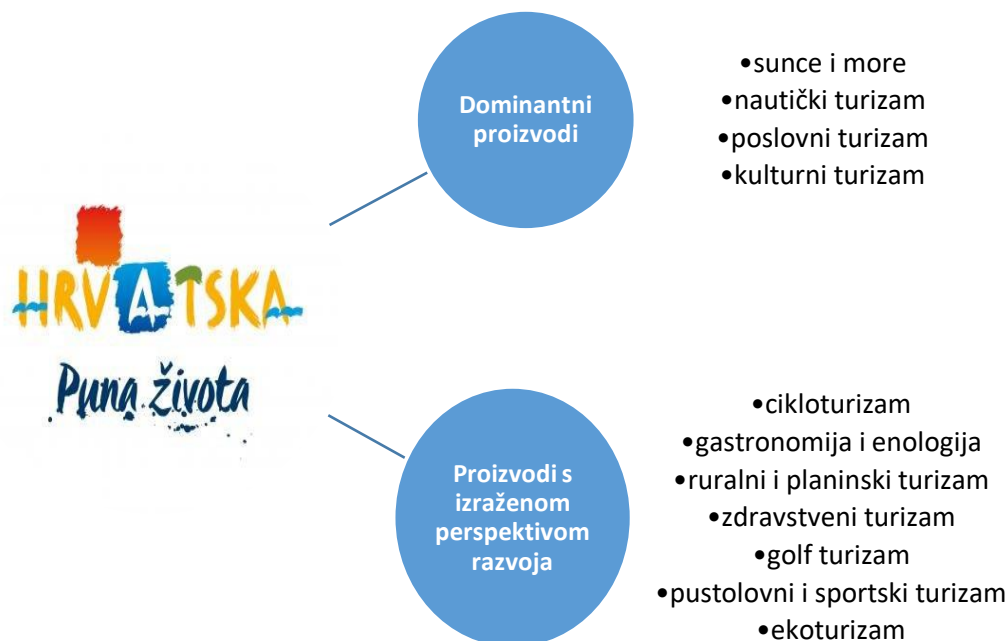 Dominantni
proizvodi
•sunce i more
•nautički turizam
•poslovni turizam
•kulturni turizam
HRVATSKA
Puna života
Proizvodi s
izraženom
perspektivom
razvoja
•cikloturizam
•gastronomija i enologija
•ruralni i planinski turizam
•zdravstveni turizam
•golf turizam
•pustolovni i sportski turizam
•ekoturizam